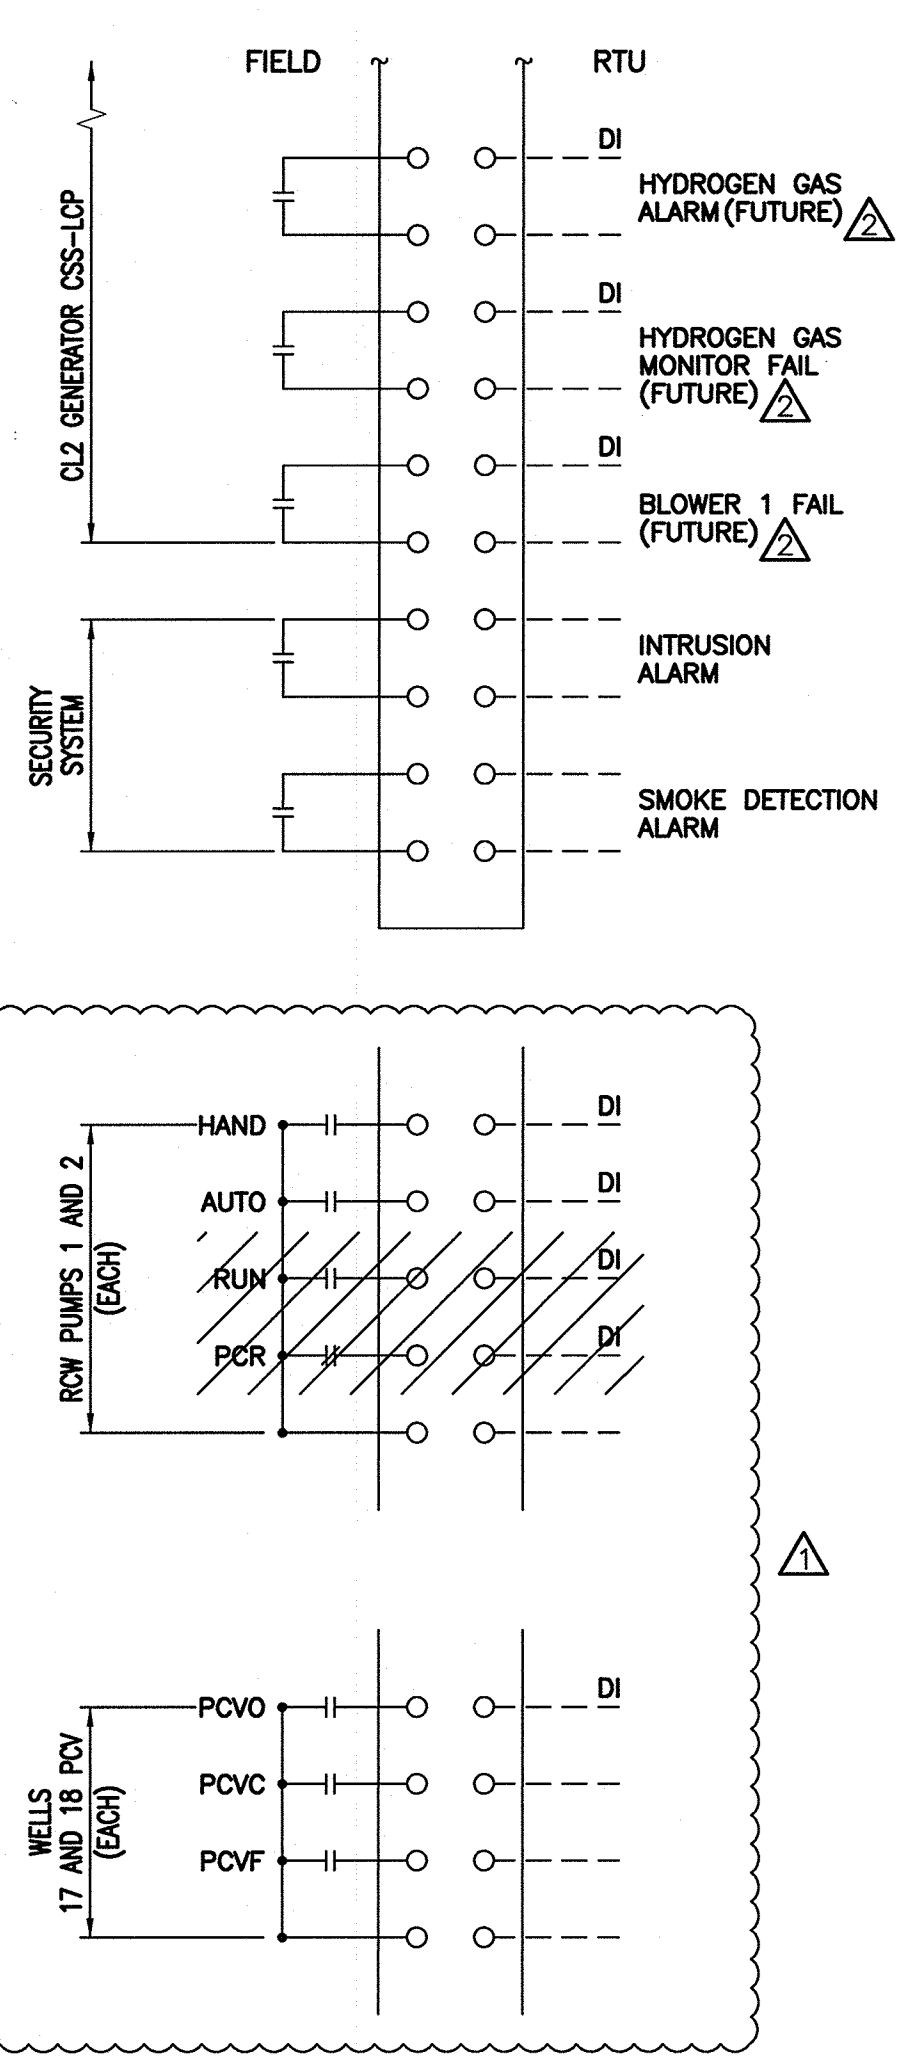 FIELD
RTU
CL2 GENERATOR CSS-LCP
DI
HYDROGEN GAS
ALARM (FUTURE) 2
DI
HYDROGEN GAS
MONITOR FAIL
(FUTURE) 2
DI
BLOWER 1 FAIL
(FUTURE) 2
SECURITY
SYSTEM
INTRUSION
ALARM
SMOKE DETECTION
ALARM
RCW PUMPS 1 AND 2
(EACH)
HAND
DI
AUTO
DI
RUN
DI
PCR
DI
1
WELLS
17 AND 18 PCV
(EACH)
PCVO
DI
PCVC
PCVF